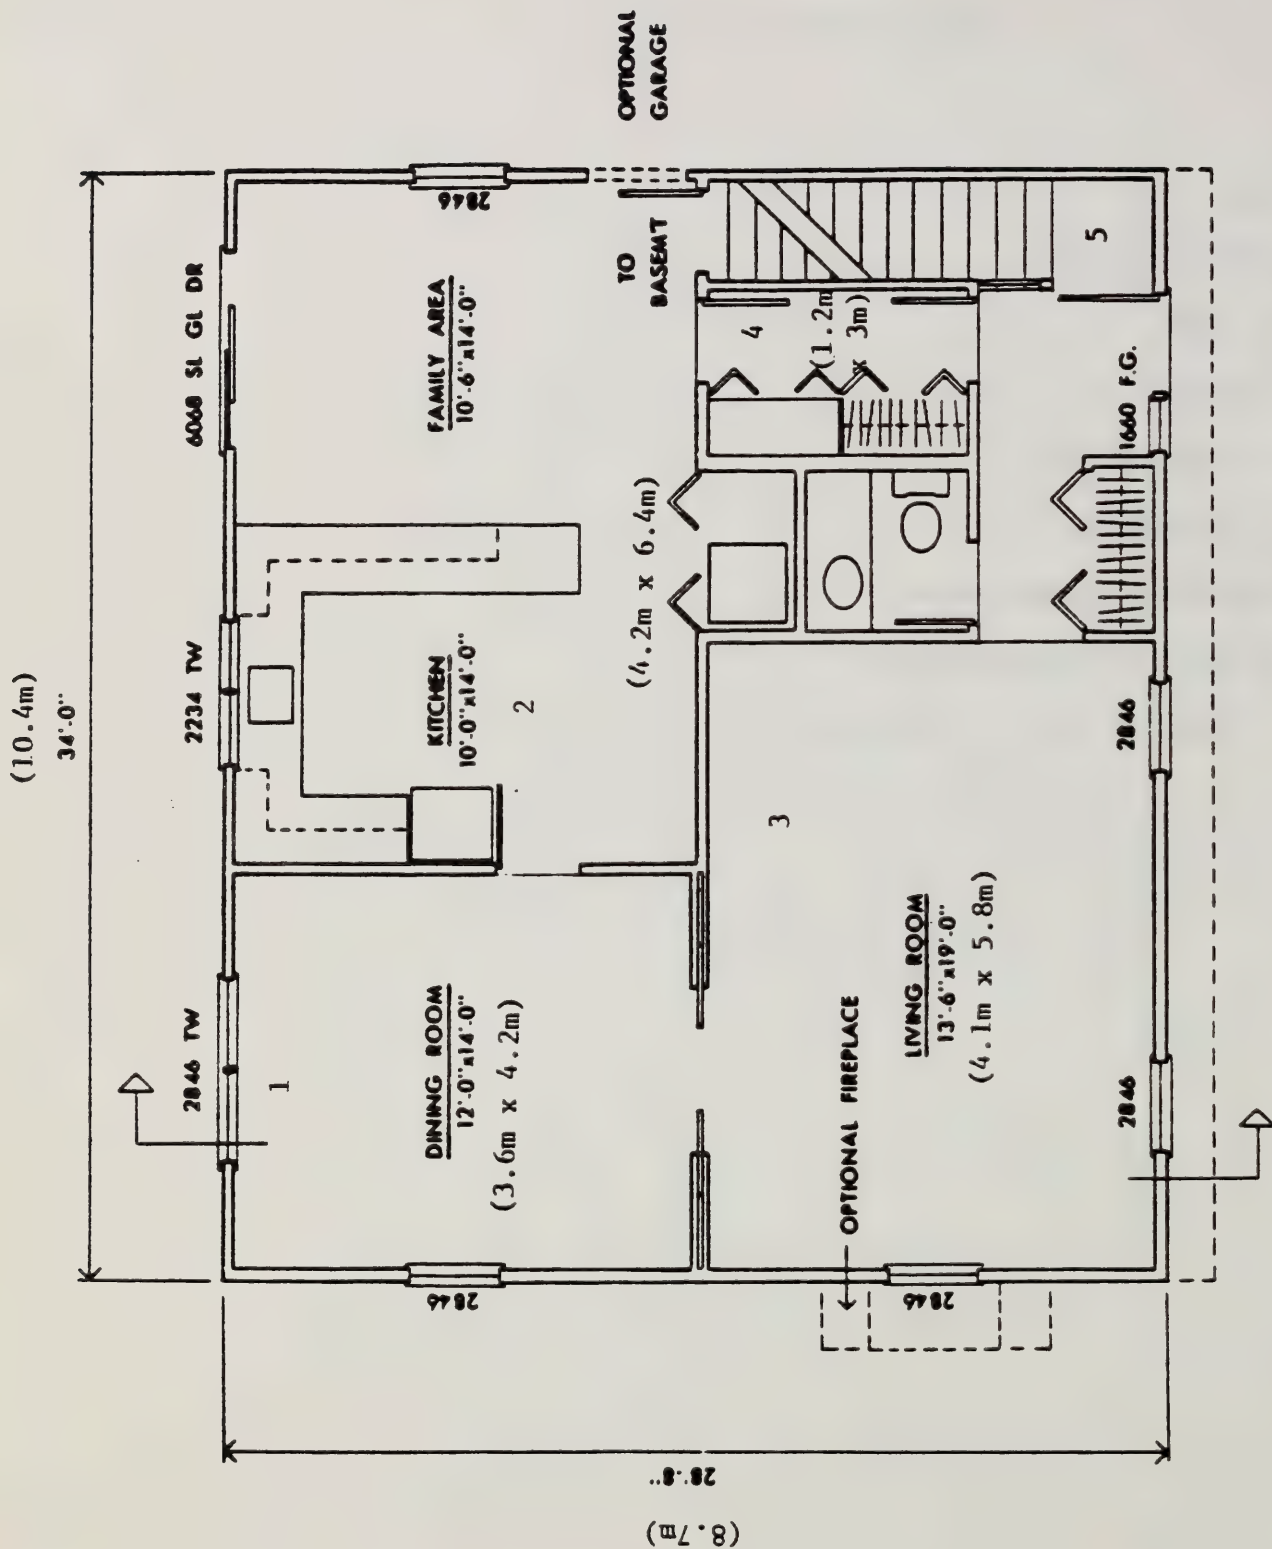 (10.4m)
34'-0"
2846 TW
2234 TW
6068 SL GL DR
1
DINING ROOM
12'-0"x14'-0"
(3.6m x 4.2m)
KITCHEN
10'-0"x14'-0"
2
FAMILY AREA
10'-6"x14'-0"
(4.2m x 6.4m)
2846
2846
OPTIONAL
GARAGE
TO
BASEM'T
4
(1.2m
x 3m)
5
3
OPTIONAL FIREPLACE
LIVING ROOM
13'-6"x19'-0"
(4.1m x 5.8m)
2846
2846
2846
1660 F.G.
28'-8"
(8.7m)